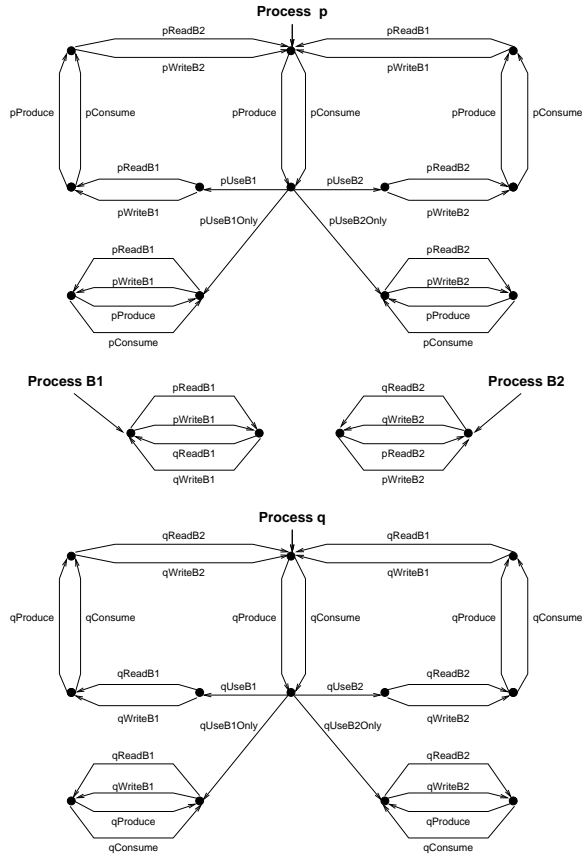 Process p
pReadB2
pReadB1
pWriteB2
pWriteB1
pProduce
pConsume
pProduce
pConsume
pProduce
pConsume
pReadB1
pUseB1
pUseB2
pReadB2
pWriteB1
pWriteB2
pUseB1Only
pUseB2Only
pReadB1
pReadB2
pWriteB1
pWriteB2
pProduce
pProduce
pConsume
pConsume
Process B1
Process B2
pReadB1
qReadB2
pWriteB1
qWriteB2
qReadB1
pReadB2
qWriteB1
pWriteB2
Process q
qReadB2
qReadB1
qWriteB2
qWriteB1
qProduce
qConsume
qProduce
qConsume
qProduce
qConsume
qReadB1
qUseB1
qUseB2
qReadB2
qWriteB1
qWriteB2
qUseB1Only
qUseB2Only
qReadB1
qReadB2
qWriteB1
qWriteB2
qProduce
qProduce
qConsume
qConsume